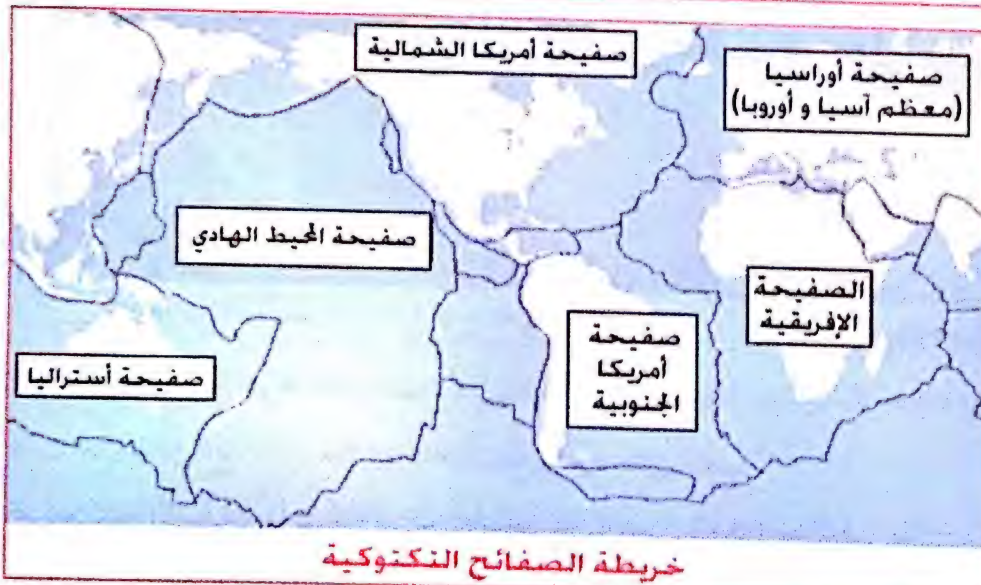 صفيحة أمريكا الشمالية
صفيحة أوراسيا
(معظم آسيا و أوروبا)
صفيحة المحيط الهادي
الصفيحة
الإفريقية
صفيحة
أمريكا
الجنوبية
صفيحة أستراليا
خريطة الصفائح التكتوكية